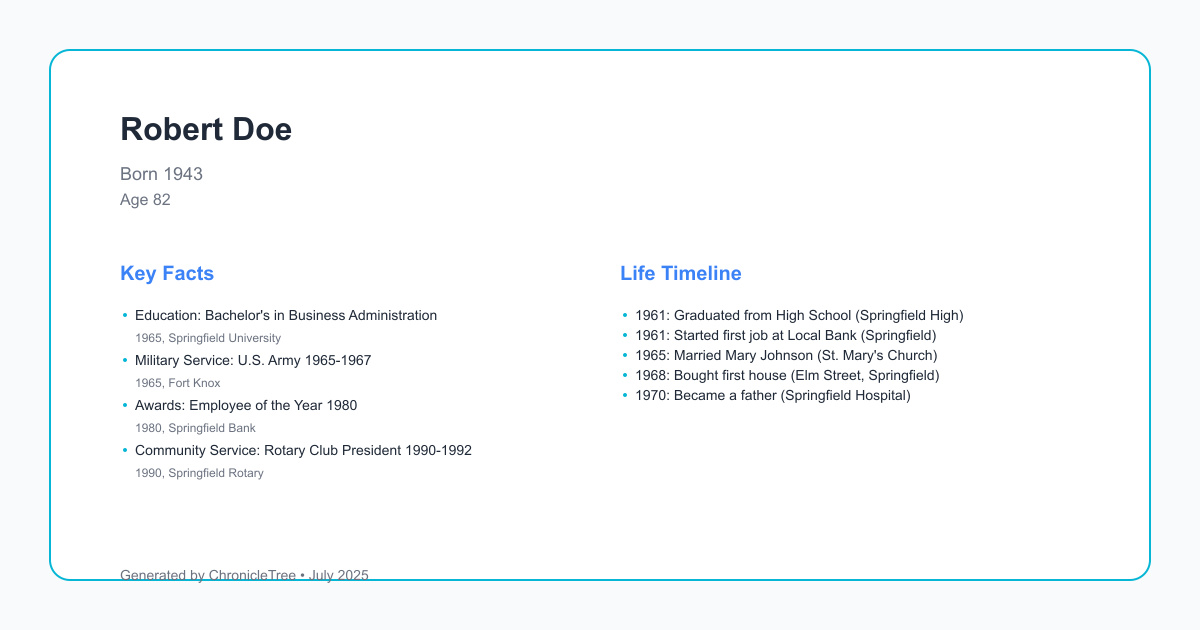 Robert Doe
Born 1943
Age 82
Key Facts
• Education: Bachelor's in Business Administration
1965, Springfield University
• Military Service: U.S. Army 1965-1967
1965, Fort Knox
• Awards: Employee of the Year 1980
1980, Springfield Bank
• Community Service: Rotary Club President 1990-1992
1990, Springfield Rotary
Life Timeline
• 1961: Graduated from High School (Springfield High)
• 1961: Started first job at Local Bank (Springfield)
• 1965: Married Mary Johnson (St. Mary's Church)
• 1968: Bought first house (Elm Street, Springfield)
• 1970: Became a father (Springfield Hospital)
Generated by ChronicleTree • July 2025